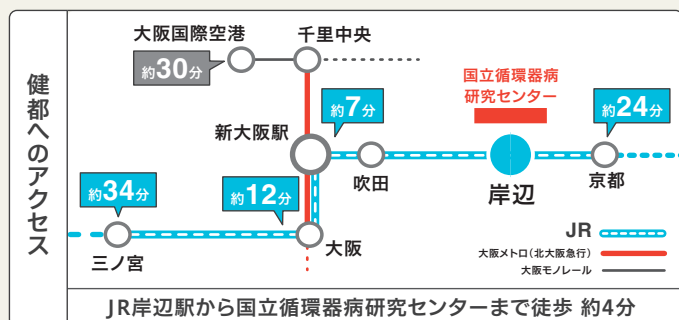 健都へのアクセス
大阪国際空港
千里中央
約30分
国立循環器病
研究センター
約7分
約24分
新大阪駅
吹田
岸辺
京都
約34分
約12分
三ノ宮
大阪
JR
大阪メトロ(北大阪急行)
大阪モノレール
JR岸辺駅から国立循環器病研究センターまで徒歩 約4分